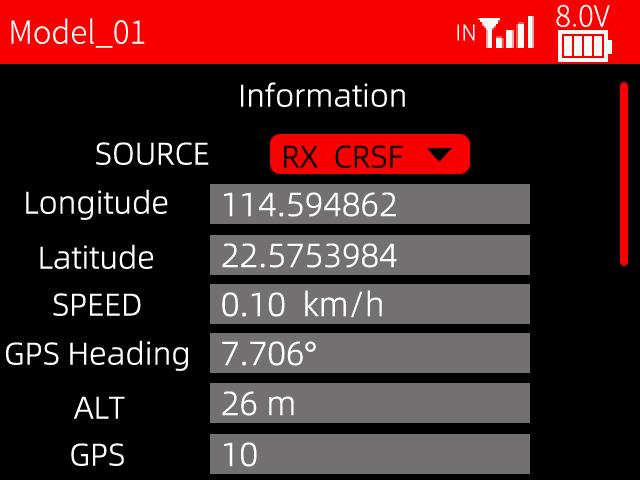 Model_01
IN
8.0V
Information
SOURCE RX CRSF
Longitude 114.594862
Latitude 22.5753984
SPEED 0.10 km/h
GPS Heading 7.706°
ALT 26 m
GPS 10